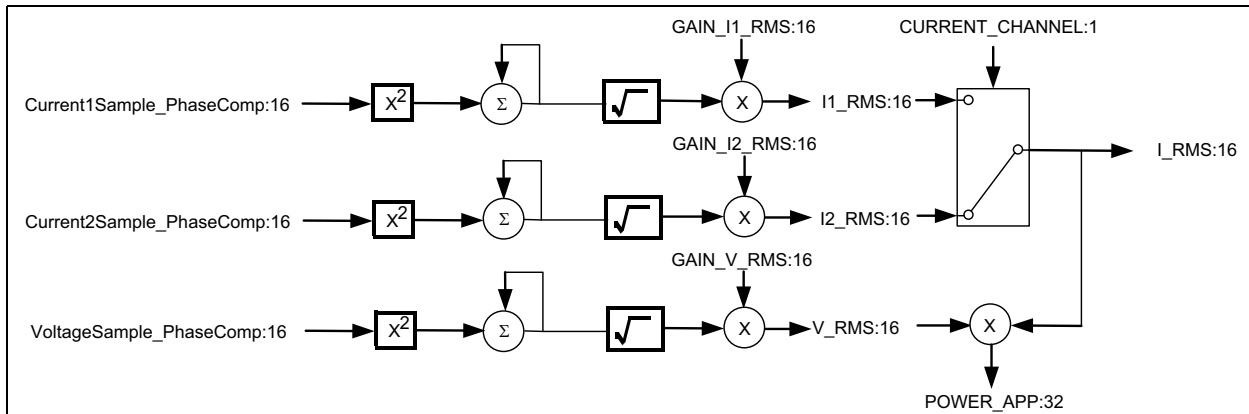 GAIN_I1_RMS:16 CURRENT_CHANNEL:1
Current1Sample_PhaseComp:16 X2 Σ √ X I1_RMS:16
I_RMS:16
GAIN_I2_RMS:16
Current2Sample_PhaseComp:16 X2 Σ √ X I2_RMS:16
GAIN_V_RMS:16
VoltageSample_PhaseComp:16 X2 Σ √ X V_RMS:16 X
POWER_APP:32